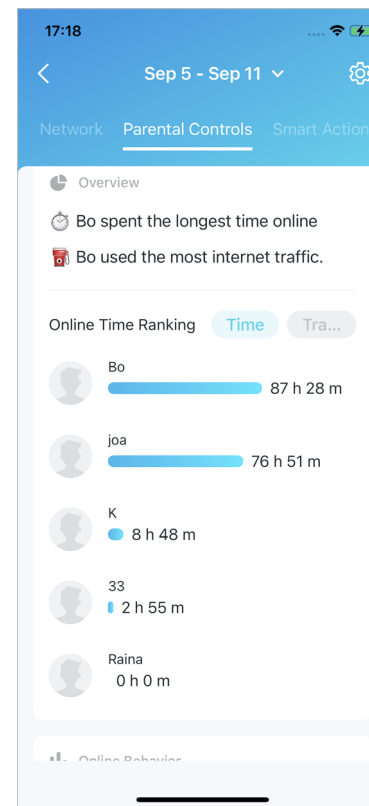 17:18
Sep 5 - Sep 11
Network Parental Controls Smart Action
Overview
Bo spent the longest time online
Bo used the most internet traffic.
Online Time Ranking Time Tra...
Bo
87 h 28 m
joa
76 h 51 m
K
8 h 48 m
33
2 h 55 m
Raina
0 h 0 m
Online Behavior